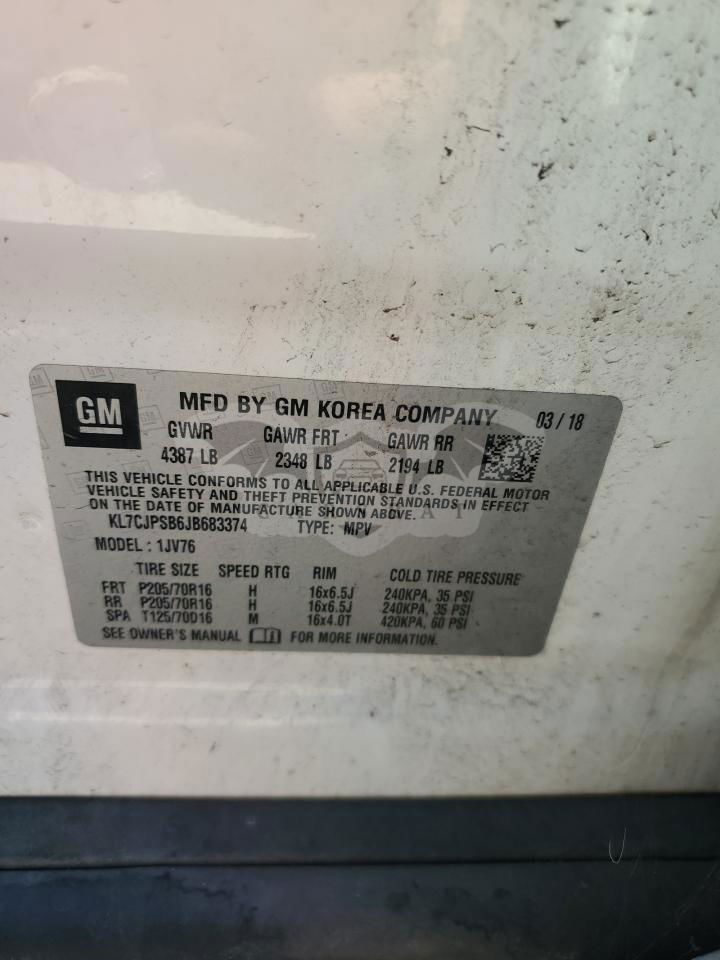 GM
MFD BY GM KOREA COMPANY 03/18
GVWR GAWR FRT GAWR RR
4387 LB 2348 LB 2194 LB
THIS VEHICLE CONFORMS TO ALL APPLICABLE U.S. FEDERAL MOTOR
VEHICLE SAFETY AND THEFT PREVENTION STANDARDS IN EFFECT
ON THE DATE OF MANUFACTURE SHOWN ABOVE.
KL7CJPSB6JB683374 TYPE: MPV
MODEL : 1JV76
TIRE SIZE SPEED RTG RIM COLD TIRE PRESSURE
FRT P205/70R16 H 16x6.5J 240KPA, 35 PSI
RR P205/70R16 H 16x6.5J 240KPA, 35 PSI
SPA T125/70D16 M 16x4.0T 420KPA, 60 PSI
SEE OWNER'S MANUAL FOR MORE INFORMATION.